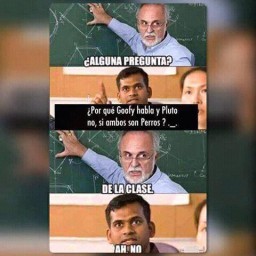 ¿ALGUNA PREGUNTA?
¿Por qué Goofy habla y Pluto
no, si ambos son Perros ? ._.
DE LA CLASE.
AH, NO